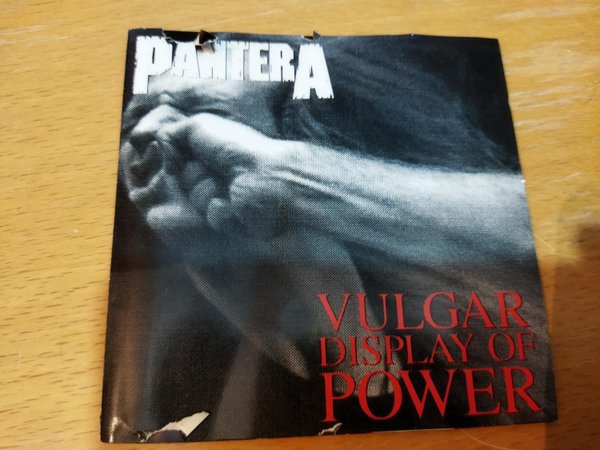 PANTERA
VULGAR
DISPLAY OF
POWER